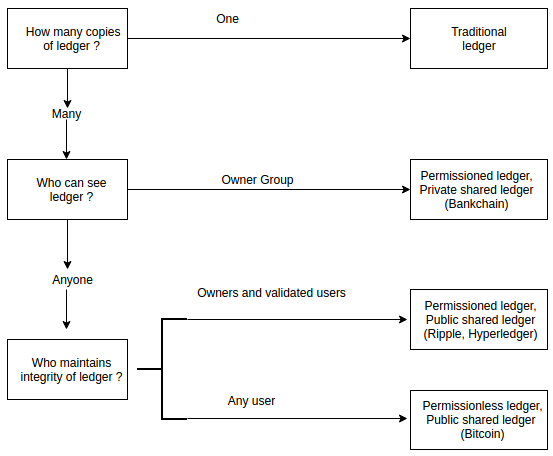 How many copies
of ledger ?
One
Traditional
ledger
Many
Who can see
ledger ?
Owner Group
Permissioned ledger,
Private shared ledger
(Bankchain)
Anyone
Who maintains
integrity of ledger ?
Owners and validated users
Permissioned ledger,
Public shared ledger
(Ripple, Hyperledger)
Any user
Permissionless ledger,
Public shared ledger
(Bitcoin)